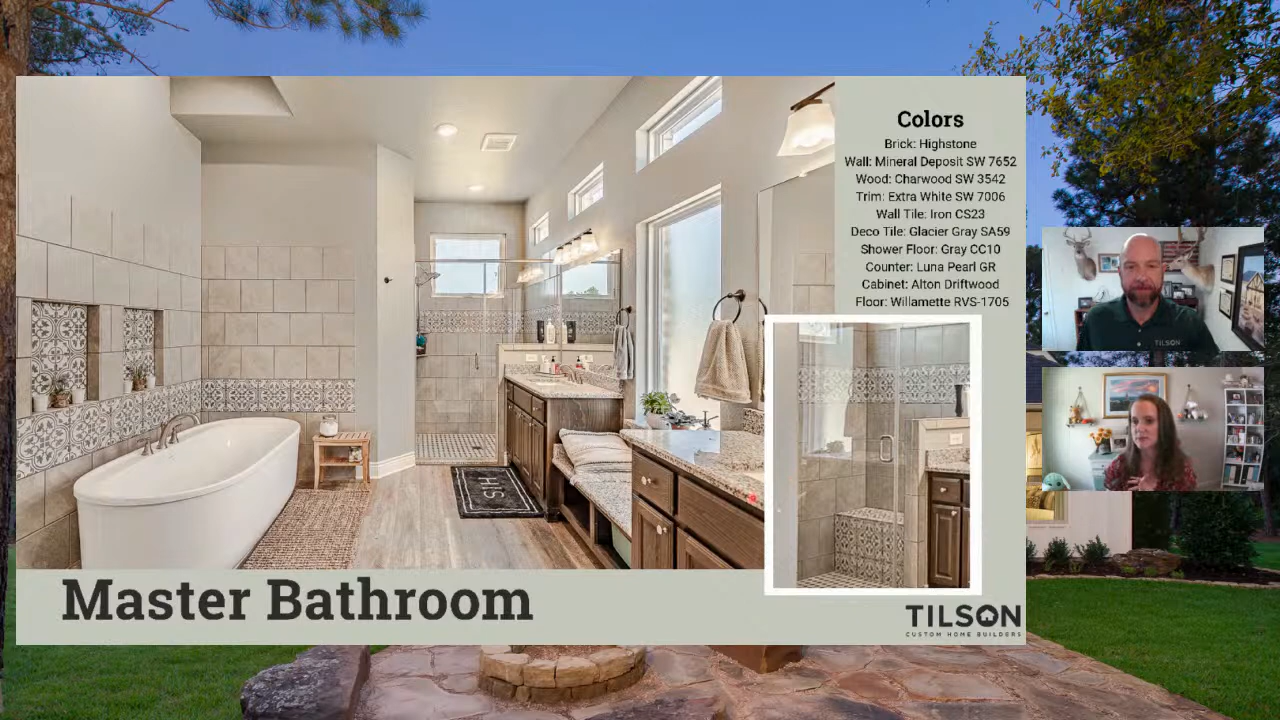 Colors
Brick: Highstone
Wall: Mineral Deposit SW 7652
Wood: Charwood SW 3542
Trim: Extra White SW 7006
Wall Tile: Iron CS23
Deco Tile: Glacier Gray SA59
Shower Floor: Gray CC10
Counter: Luna Pearl GR
Cabinet: Alton Driftwood
Floor: Willamette RVS-1705
TILSON
HIS
Master Bathroom
TILSON
CUSTOM HOME BUILDERS